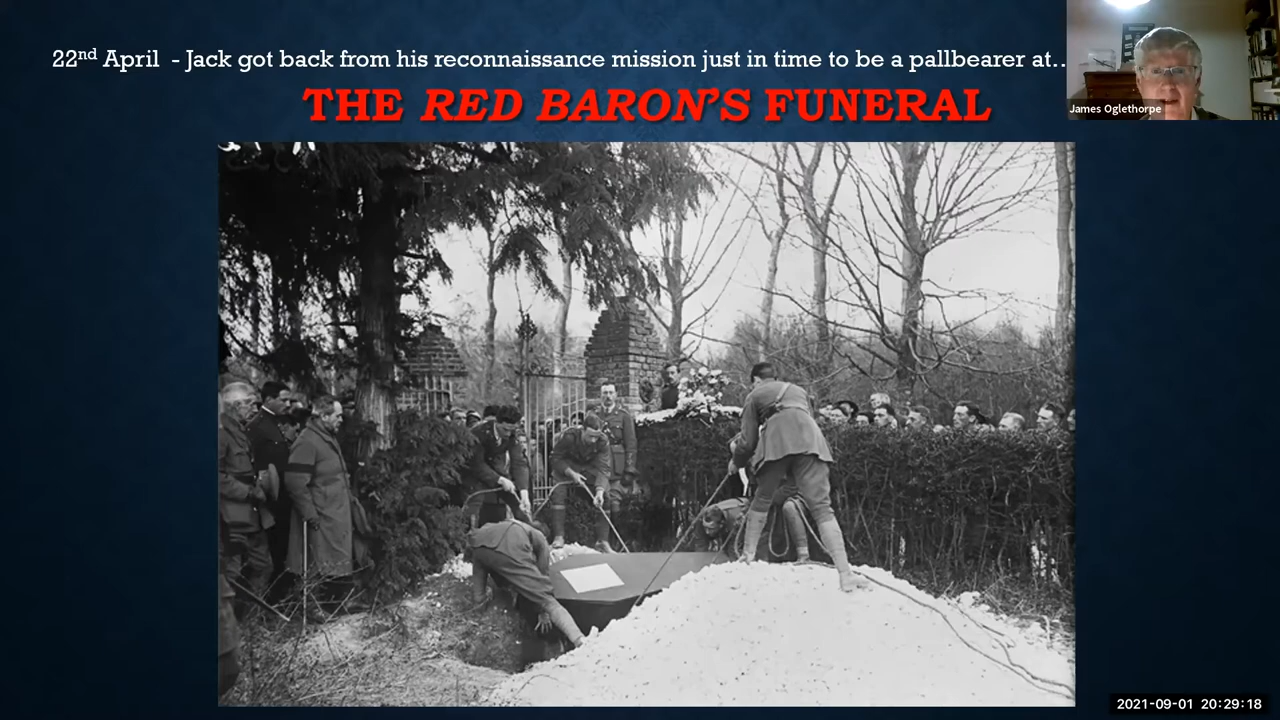 22nd April - Jack got back from his reconnaissance mission just in time to be a pallbearer at..
THE RED BARON'S FUNERAL
James Oglethorpe
2021-09-01 20:29:18